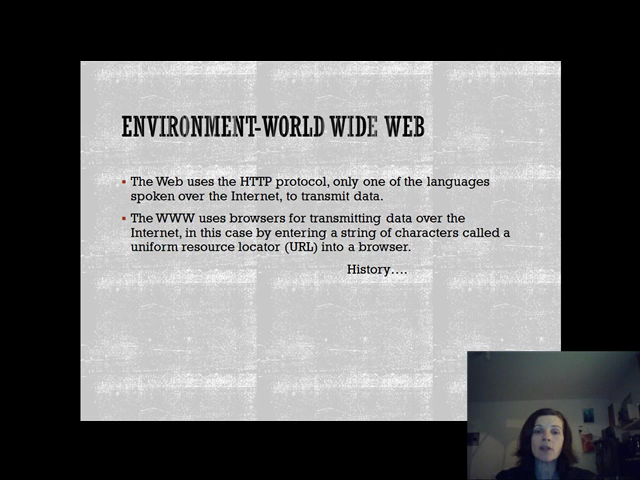 ENVIRONMENT-WORLD WIDE WEB
▪ The Web uses the HTTP protocol, only one of the languages
spoken over the Internet, to transmit data.
▪ The WWW uses browsers for transmitting data over the
Internet, in this case by entering a string of characters called a
uniform resource locator (URL) into a browser.
History….